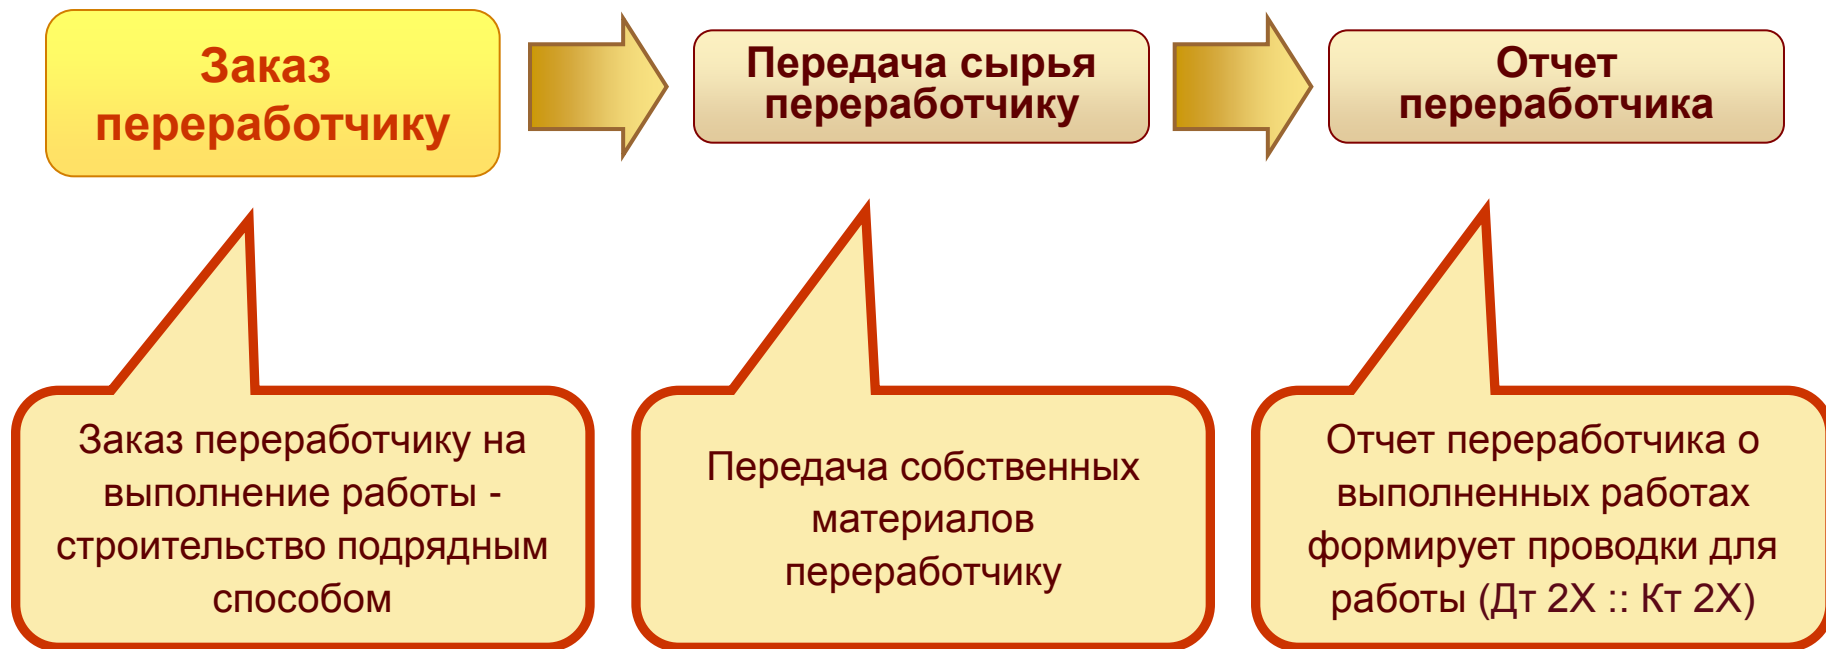 Заказ
переработчику
Передача сырья
переработчику
Отчет
переработчика
Заказ переработчику на
выполнение работы -
строительство подрядным
способом
Передача собственных
материалов
переработчику
Отчет переработчика о
выполненных работах
формирует проводки для
работы (Дт 2Х :: Кт 2Х)